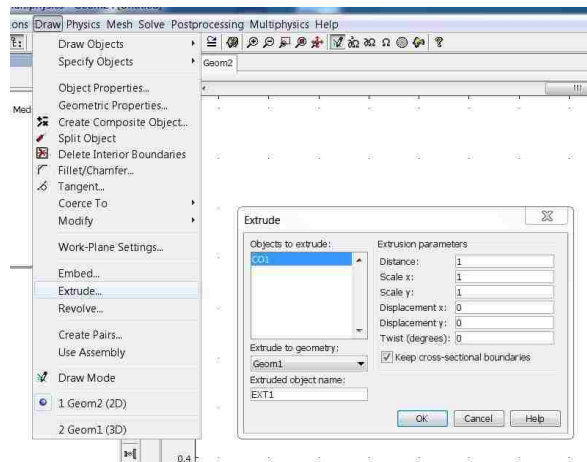 ons Draw Physics Mesh Solve Postprocessing Multiphysics Help
Draw Objects
Specify Objects
Object Properties...
Geometric Properties...
Create Composite Object...
Split Object
Delete Interior Boundaries
Fillet/Chamfer...
Tangent...
Coerce To
Modify
Work-Plane Settings...
Embed...
Extrude...
Revolve...
Create Pairs...
Use Assembly
Draw Mode
1 Geom2 (2D)
2 Geom1 (3D)
Geom2
Med
0.4
Extrude
Objects to extrude:
CO1
Extrude to geometry:
Geom1
Extruded object name:
EXT1
Extrusion parameters
Distance: 1
Scale x: 1
Scale y: 1
Displacement x: 0
Displacement y: 0
Twist (degrees): 0
Keep cross-sectional boundaries
OK Cancel Help